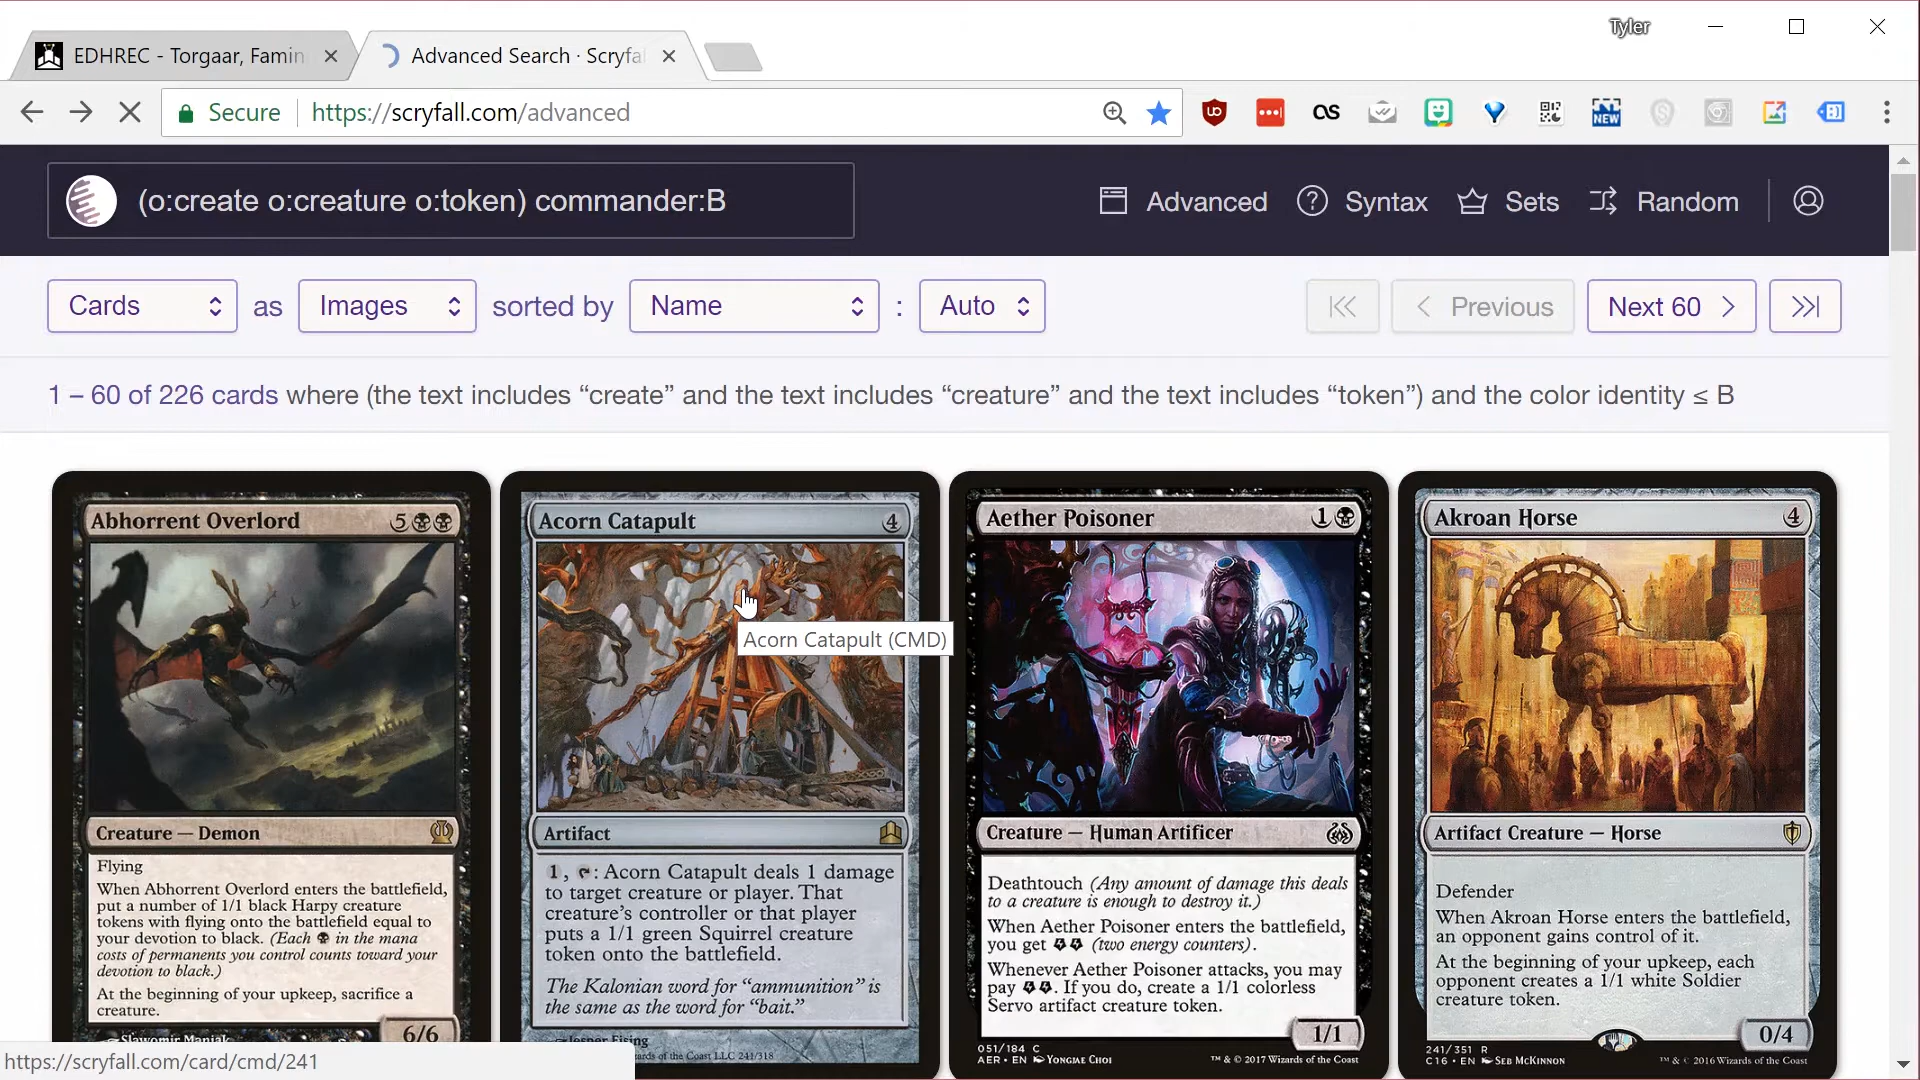 Tyler
EDHREC - Torgaar, Famin
Advanced Search · Scryfal
Secure
https://scryfall.com/advanced
NEW
(o:create o:creature o:token) commander:B
Advanced
Syntax
Sets
Random
Cards as Images sorted by Name : Auto
Previous
Next 60
1 – 60 of 226 cards where (the text includes “create” and the text includes “creature” and the text includes “token”) and the color identity ≤ B
Abhorrent Overlord 5
Creature — Demon
Flying
When Abhorrent Overlord enters the battlefield,
put a number of 1/1 black Harpy creature
tokens with flying onto the battlefield equal to
your devotion to black. (Each in the mana
costs of permanents you control counts toward your
devotion to black.)
At the beginning of your upkeep, sacrifice a
creature.
6/6
Slawomir Maniak
Acorn Catapult 4
Acorn Catapult (CMD)
Artifact
1, : Acorn Catapult deals 1 damage
to target creature or player. That
creature's controller or that player
puts a 1/1 green Squirrel creature
token onto the battlefield.
The Kalonian word for “ammunition” is
the same as the word for “bait.”
Jesper Ejsing
zards of the Coast LLC 241/318
Aether Poisoner 1
Creature — Human Artificer
Deathtouch (Any amount of damage this deals
to a creature is enough to destroy it.)
When Aether Poisoner enters the battlefield,
you get (two energy counters).
Whenever Aether Poisoner attacks, you may
pay . If you do, create a 1/1 colorless
Servo artifact creature token.
1/1
051/184 C
AER • EN Yongjae Choi
™ & © 2017 Wizards of the Coast
Akroan Horse 4
Artifact Creature — Horse
Defender
When Akroan Horse enters the battlefield,
an opponent gains control of it.
At the beginning of your upkeep, each
opponent creates a 1/1 white Soldier
creature token.
0/4
241/351 R
C16 • EN Seb McKinnon
™ & © 2016 Wizards of the Coast
https://scryfall.com/card/cmd/241